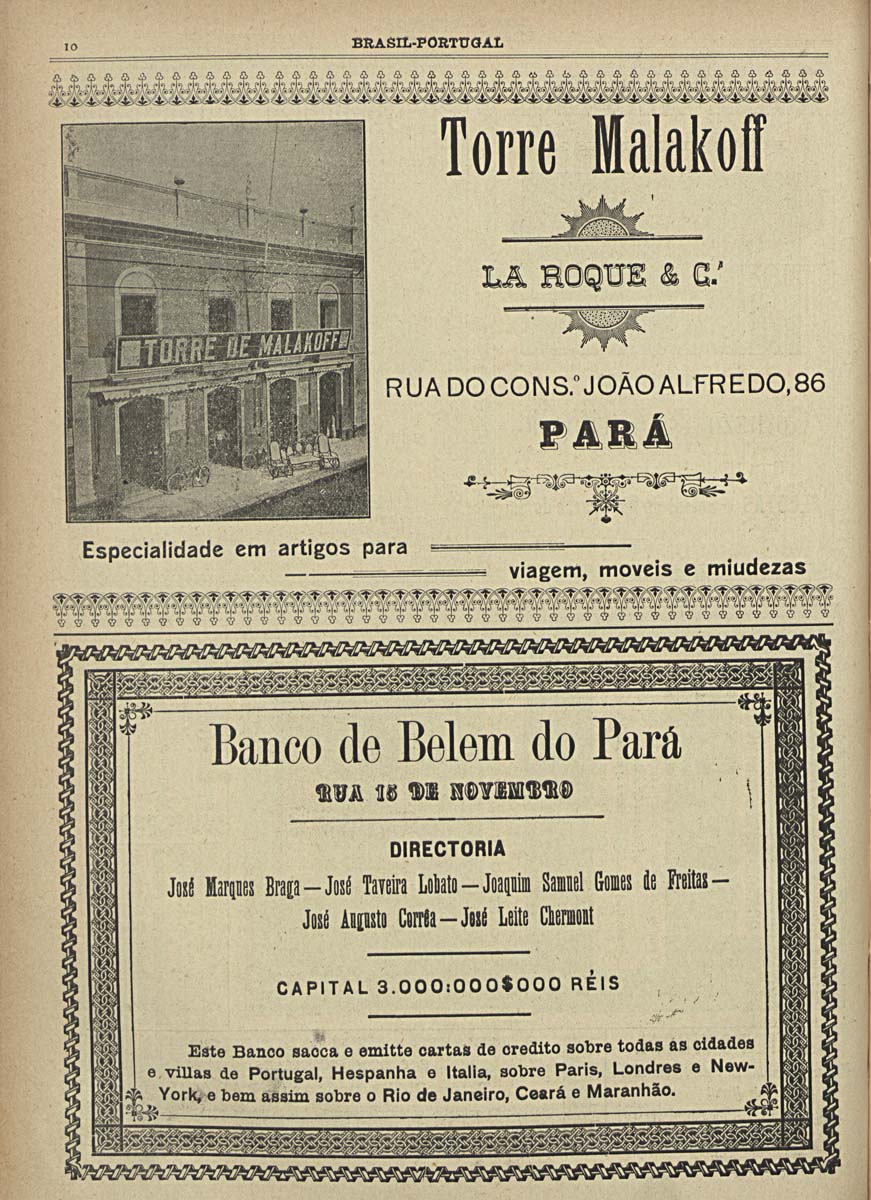 10
BRASIL-PORTUGAL
TORRE DE MALAKOFF
Torre Malakoff
LA ROQUE & C.ª
RUA DO CONS.º JOÃO ALFREDO, 86
PARÁ
Especialidade em artigos para
viagem, moveis e miudezas
Banco de Belem do Pará
RUA 15 DE NOVEMBRO
DIRECTORIA
José Marques Braga — José Taveira Lobato — Joaquim Samuel Gomes de Freitas —
José Augusto Corrêa — José Leite Chermont
CAPITAL 3.000:000$000 RÉIS
Este Banco sacca e emitte cartas de credito sobre todas as cidades
e villas de Portugal, Hespanha e Italia, sobre Paris, Londres e New-
York, e bem assim sobre o Rio de Janeiro, Ceará e Maranhão.